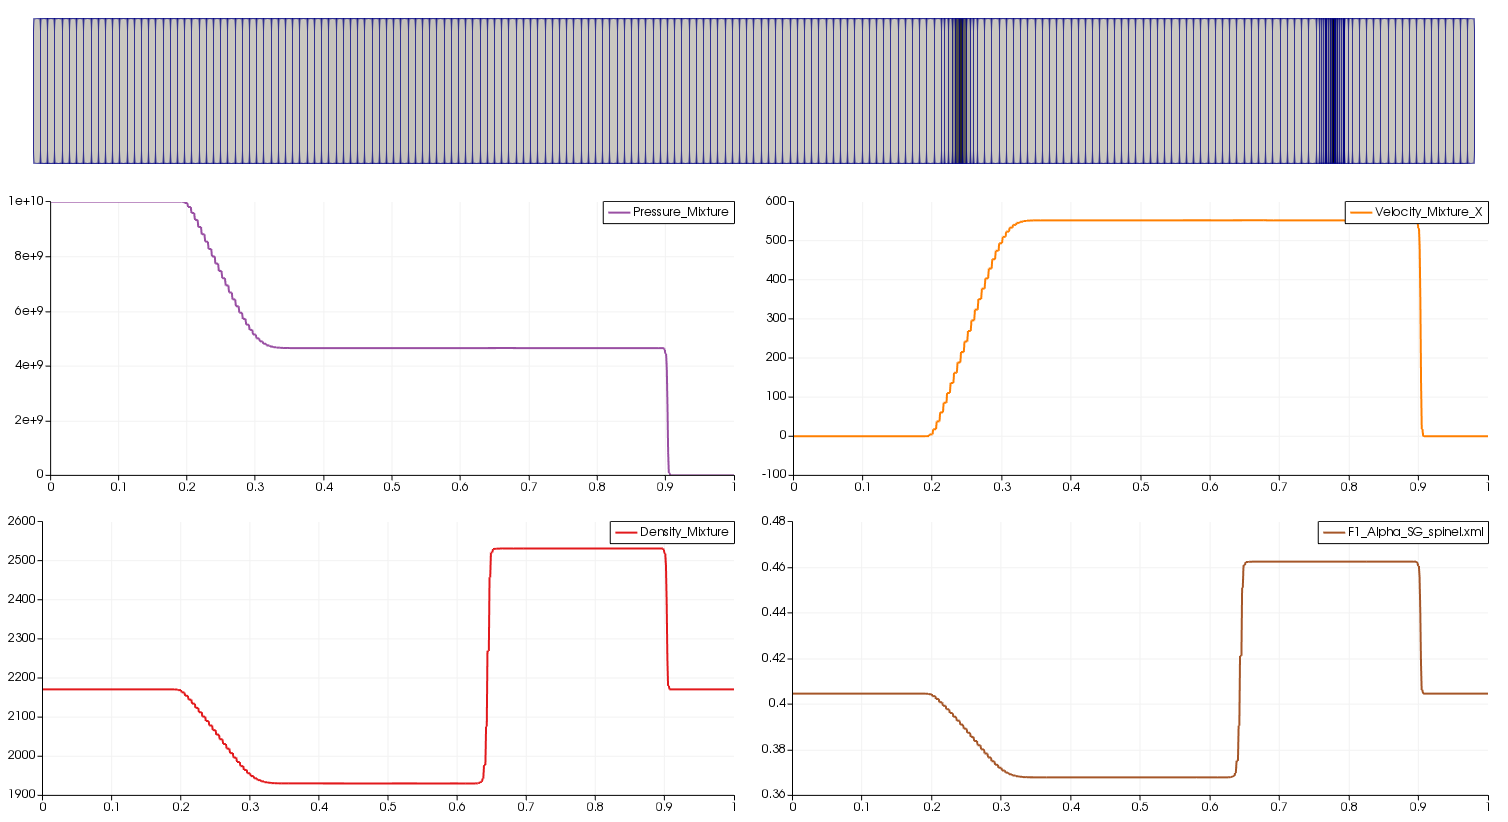 1e+10
8e+9
6e+9
4e+9
2e+9
0
Pressure_Mixture
0 0.1 0.2 0.3 0.4 0.5 0.6 0.7 0.8 0.9 1
600
500
400
300
200
100
0
-100
Velocity_Mixture_X
0 0.1 0.2 0.3 0.4 0.5 0.6 0.7 0.8 0.9 1
2600
2500
2400
2300
2200
2100
2000
1900
Density_Mixture
0 0.1 0.2 0.3 0.4 0.5 0.6 0.7 0.8 0.9 1
0.48
0.46
0.44
0.42
0.4
0.38
0.36
F1_Alpha_SG_spinel.xml
0 0.1 0.2 0.3 0.4 0.5 0.6 0.7 0.8 0.9 1